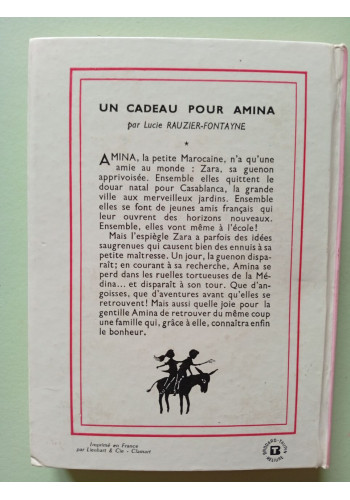 UN CADEAU POUR AMINA
par Lucie RAUZIER-FONTAYNE
*
AMINA, la petite Marocaine, n'a qu'une
amie au monde : Zara, sa guenon
apprivoisée. Ensemble elles quittent le
douar natal pour Casablanca, la grande
ville aux merveilleux jardins. Ensemble
elles se font de jeunes amis français qui
leur ouvrent des horizons nouveaux.
Ensemble, elles vont même à l'école!
Mais l'espiègle Zara a parfois des idées
saugrenues qui causent bien des ennuis à sa
petite maîtresse. Un jour, la guenon dispa-
raît; en courant à sa recherche, Amina se
perd dans les ruelles tortueuses de la Mé-
dina... et disparaît à son tour. Que d'an-
goisses, que d'aventures avant qu'elles se
retrouvent! Mais aussi quelle joie pour la
gentille Amina de retrouver du même coup
une famille qui, grâce à elle, connaîtra enfin
le bonheur.
Imprimé en France
par Lienhart & Cie - Clamart
BRODARD-TAUPIN
T
RELIURE